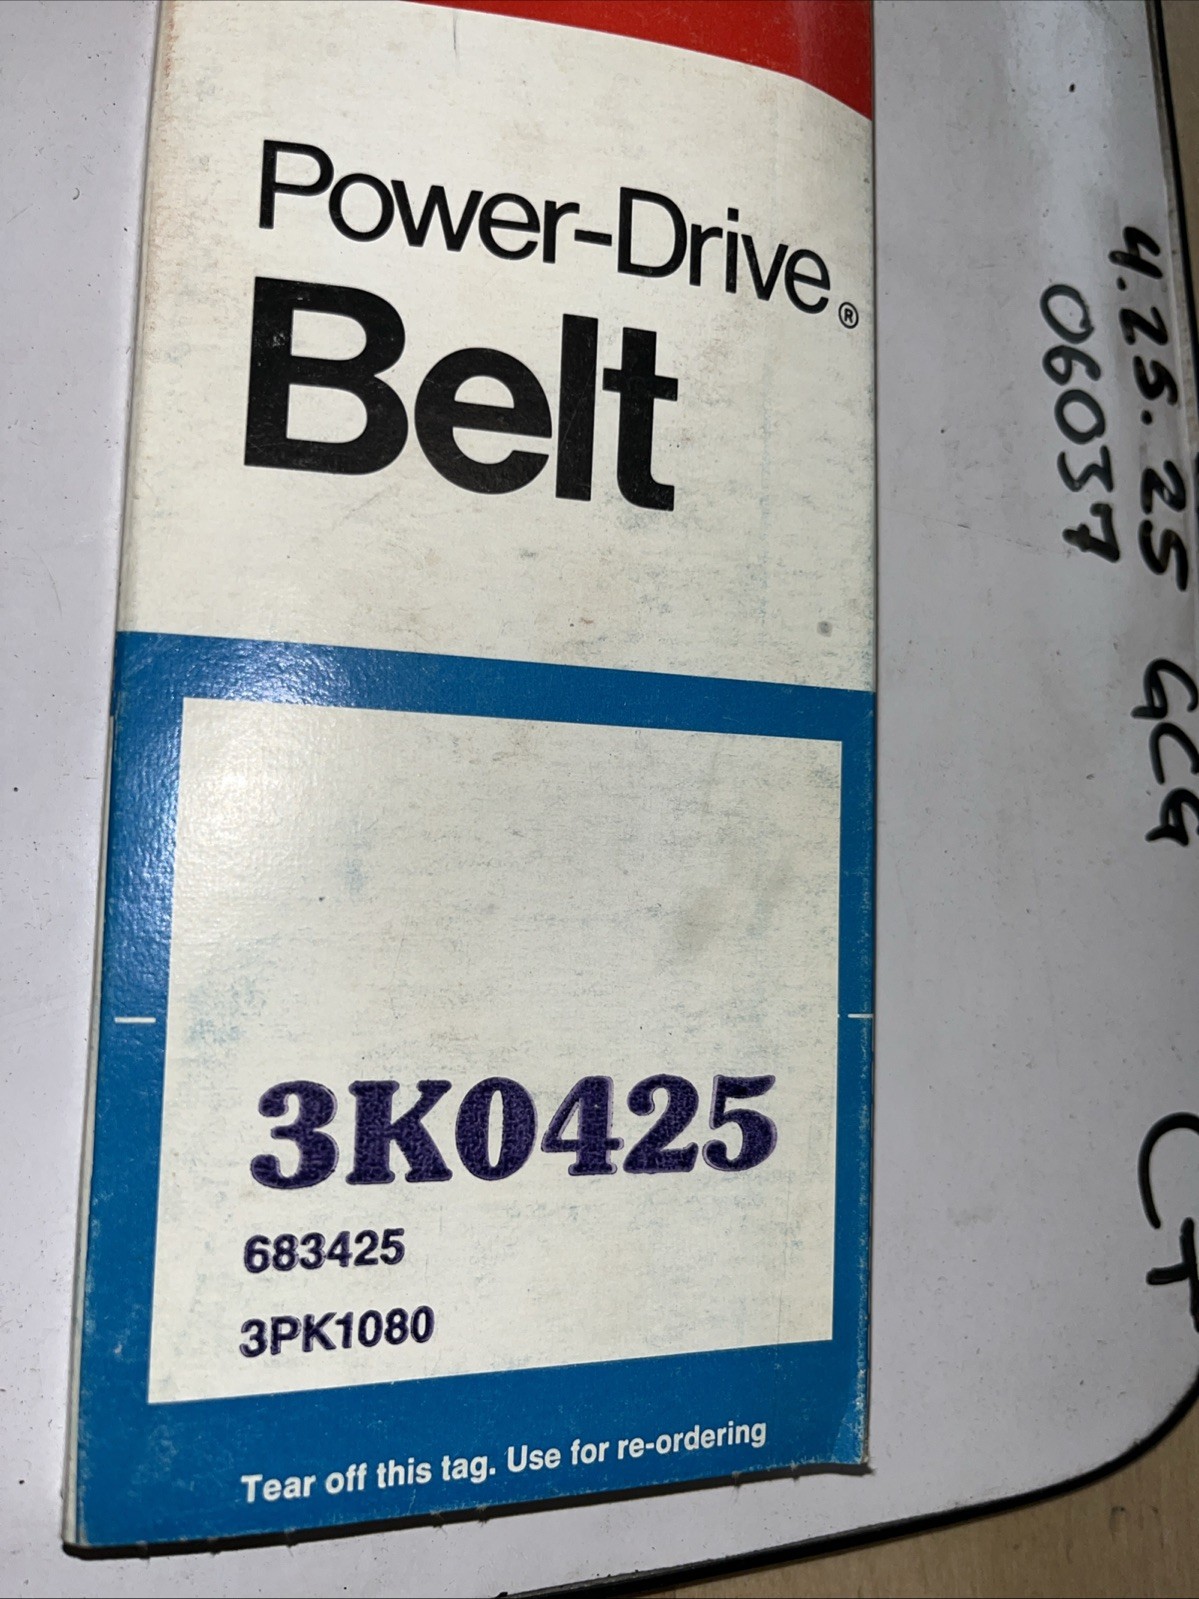 Power-Drive®
Belt
3K0425
683425
3PK1080
Tear off this tag. Use for re-ordering
4.25.25 GCG
06037
CT